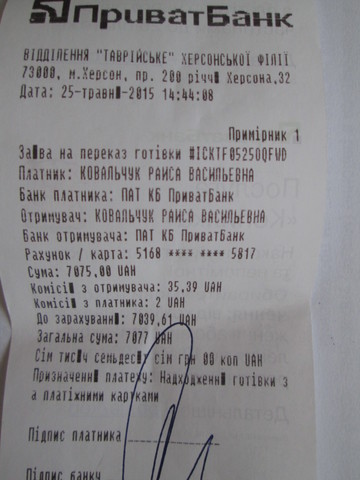 ПриватБанк
ВІДДІЛЕННЯ "ТАВРІЙСЬКЕ" ХЕРСОНСЬКОЇ ФІЛІЇ
73000, м.Херсон, пр. 200 річчя Херсона,32
Дата: 25-травня-2015 14:44:08
Примірник 1
Заява на переказ готівки #ICKTF05250QFWD
Платник: КОВАЛЬЧУК РАИСА ВАСИЛЬЕВНА
Банк платника: ПАТ КБ ПриватБанк
Отримувач: КОВАЛЬЧУК РАИСА ВАСИЛЬЕВНА
Банк отримувача: ПАТ КБ ПриватБанк
Рахунок / карта: 5168 **** **** 5817
Сума: 7075,00 UAH
Комісія з отримувача: 35,39 UAH
Комісія з платника: 2 UAH
До зарахування: 7039,61 UAH
Загальна сума: 7077 UAH
Сім тисяч семьдесят сім грн 00 коп UAH
Призначення платежу: Надходження готівки з
а платіжними картками
Підпис платника
Підпис банку